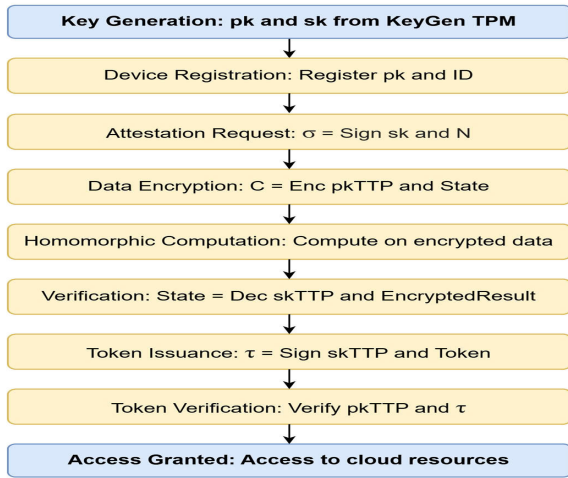 Key Generation: pk and sk from KeyGen TPM
Device Registration: Register pk and ID
Attestation Request: σ = Sign sk and N
Data Encryption: C = Enc pkTTP and State
Homomorphic Computation: Compute on encrypted data
Verification: State = Dec skTTP and EncryptedResult
Token Issuance: τ = Sign skTTP and Token
Token Verification: Verify pkTTP and τ
Access Granted: Access to cloud resources